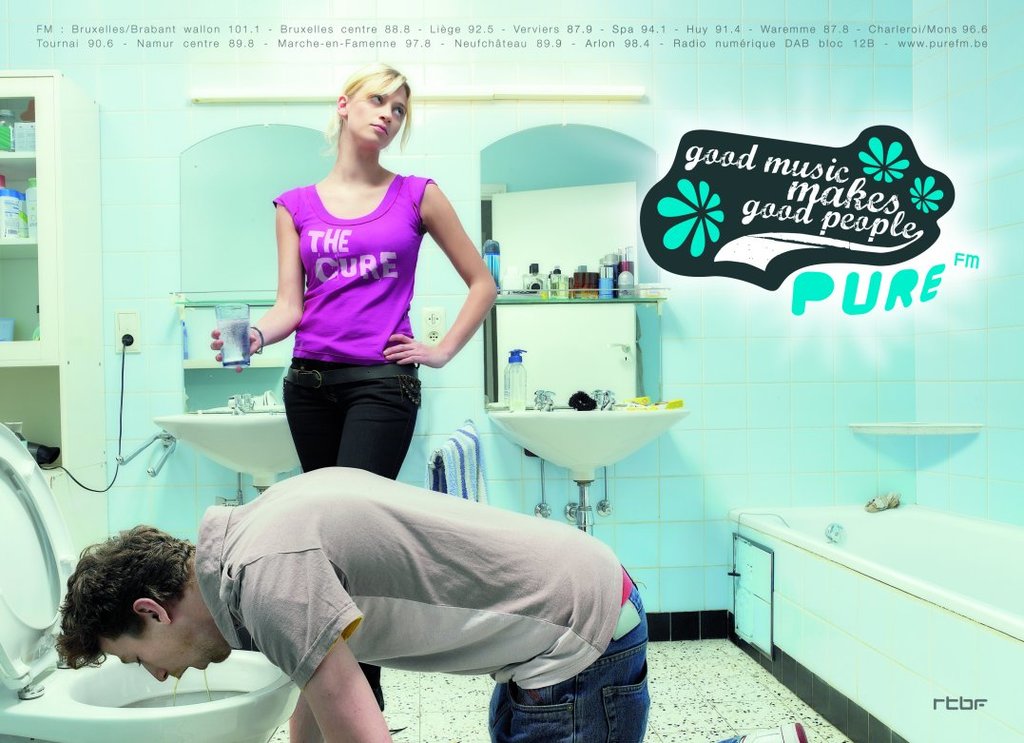 FM : Bruxelles/Brabant wallon 101.1 - Bruxelles centre 88.8 - Liège 92.5 - Verviers 87.9 - Spa 94.1 - Huy 91.4 - Waremme 87.8 - Charleroi/Mons 96.6
Tournai 90.6 - Namur centre 89.8 - Marche-en-Famenne 97.8 - Neufchâteau 89.9 - Arlon 98.4 - Radio numérique DAB bloc 12B - www.purefm.be
good music
makes
good people
PURE FM
THE
CURE
rtbf